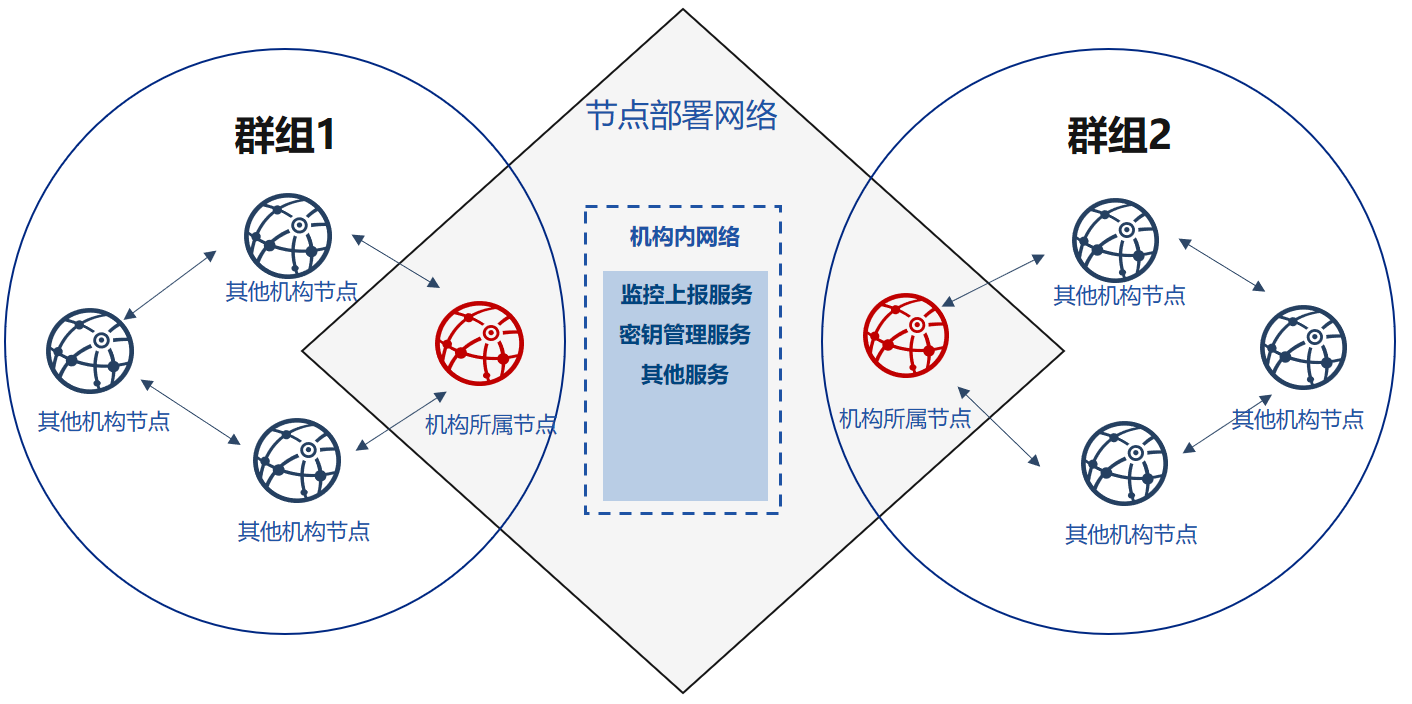 节点部署网络
群组1
群组2
其他机构节点
其他机构节点
其他机构节点
机构所属节点
机构内网络
监控上报服务
密钥管理服务
其他服务
机构所属节点
其他机构节点
其他机构节点
其他机构节点